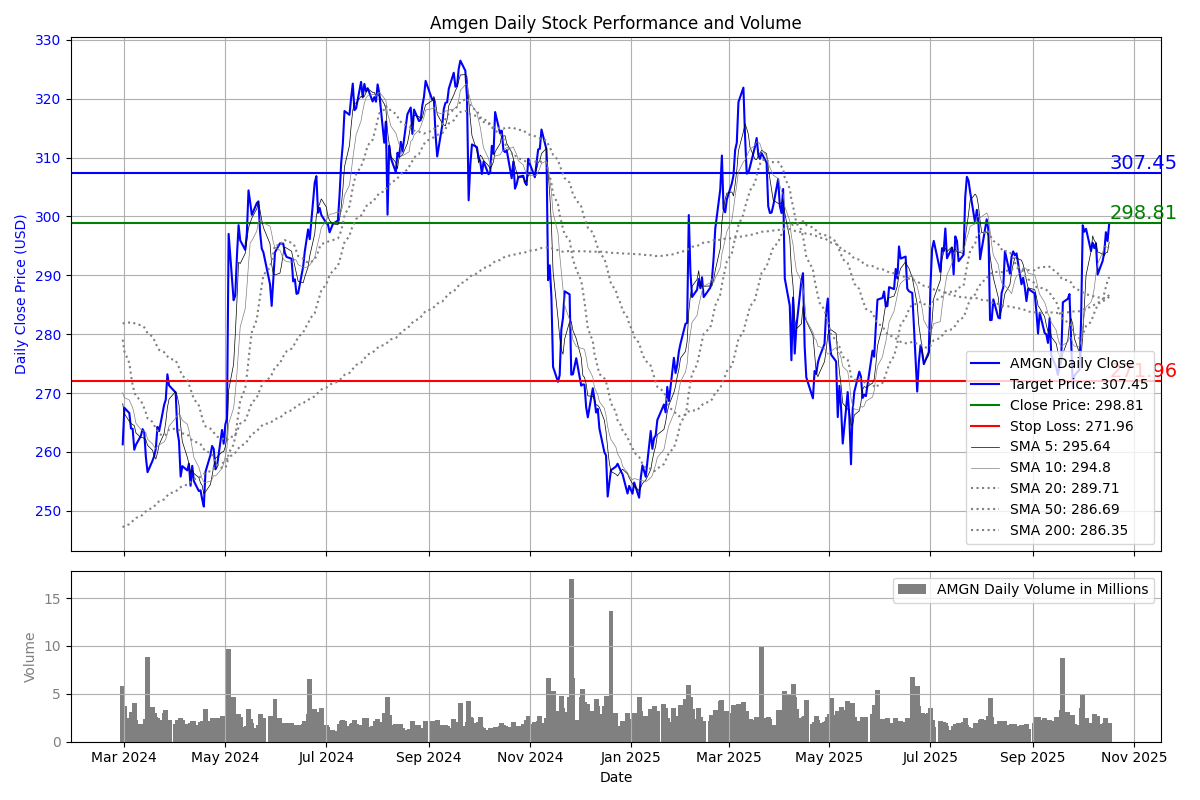 Amgen Daily Stock Performance and Volume
330
320
310
300
290
280
270
260
250
Daily Close Price (USD)
307.45
298.81
271.96
AMGN Daily Close
Target Price: 307.45
Close Price: 298.81
Stop Loss: 271.96
SMA 5: 295.64
SMA 10: 294.8
SMA 20: 289.71
SMA 50: 286.69
SMA 200: 286.35
AMGN Daily Volume in Millions
15
10
5
0
Volume
Mar 2024 May 2024 Jul 2024 Sep 2024 Nov 2024 Jan 2025 Mar 2025 May 2025 Jul 2025 Sep 2025 Nov 2025
Date